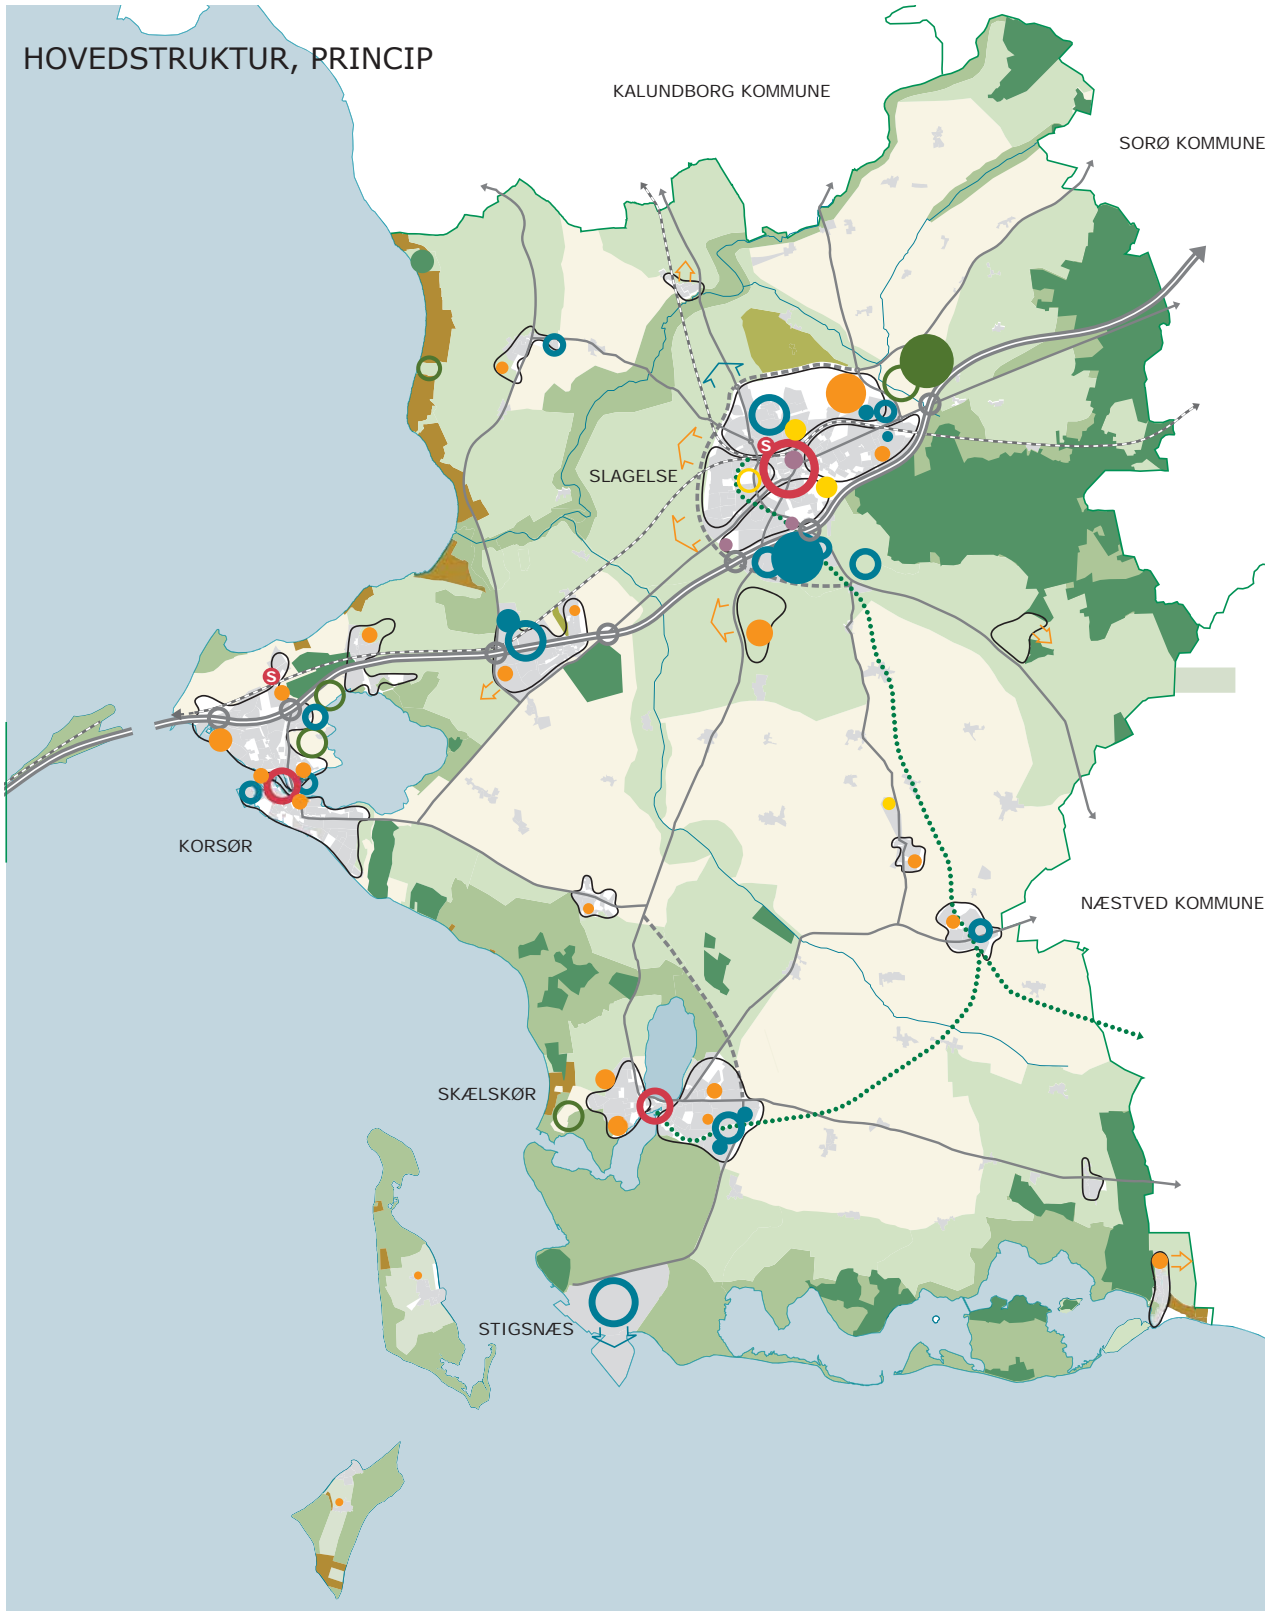 HOVEDSTRUKTUR, PRINCIP
KALUNDBORG KOMMUNE
SORØ KOMMUNE
S
SLAGELSE
S
KORSØR
NÆSTVED KOMMUNE
SKÆLSKØR
STIGSNÆS